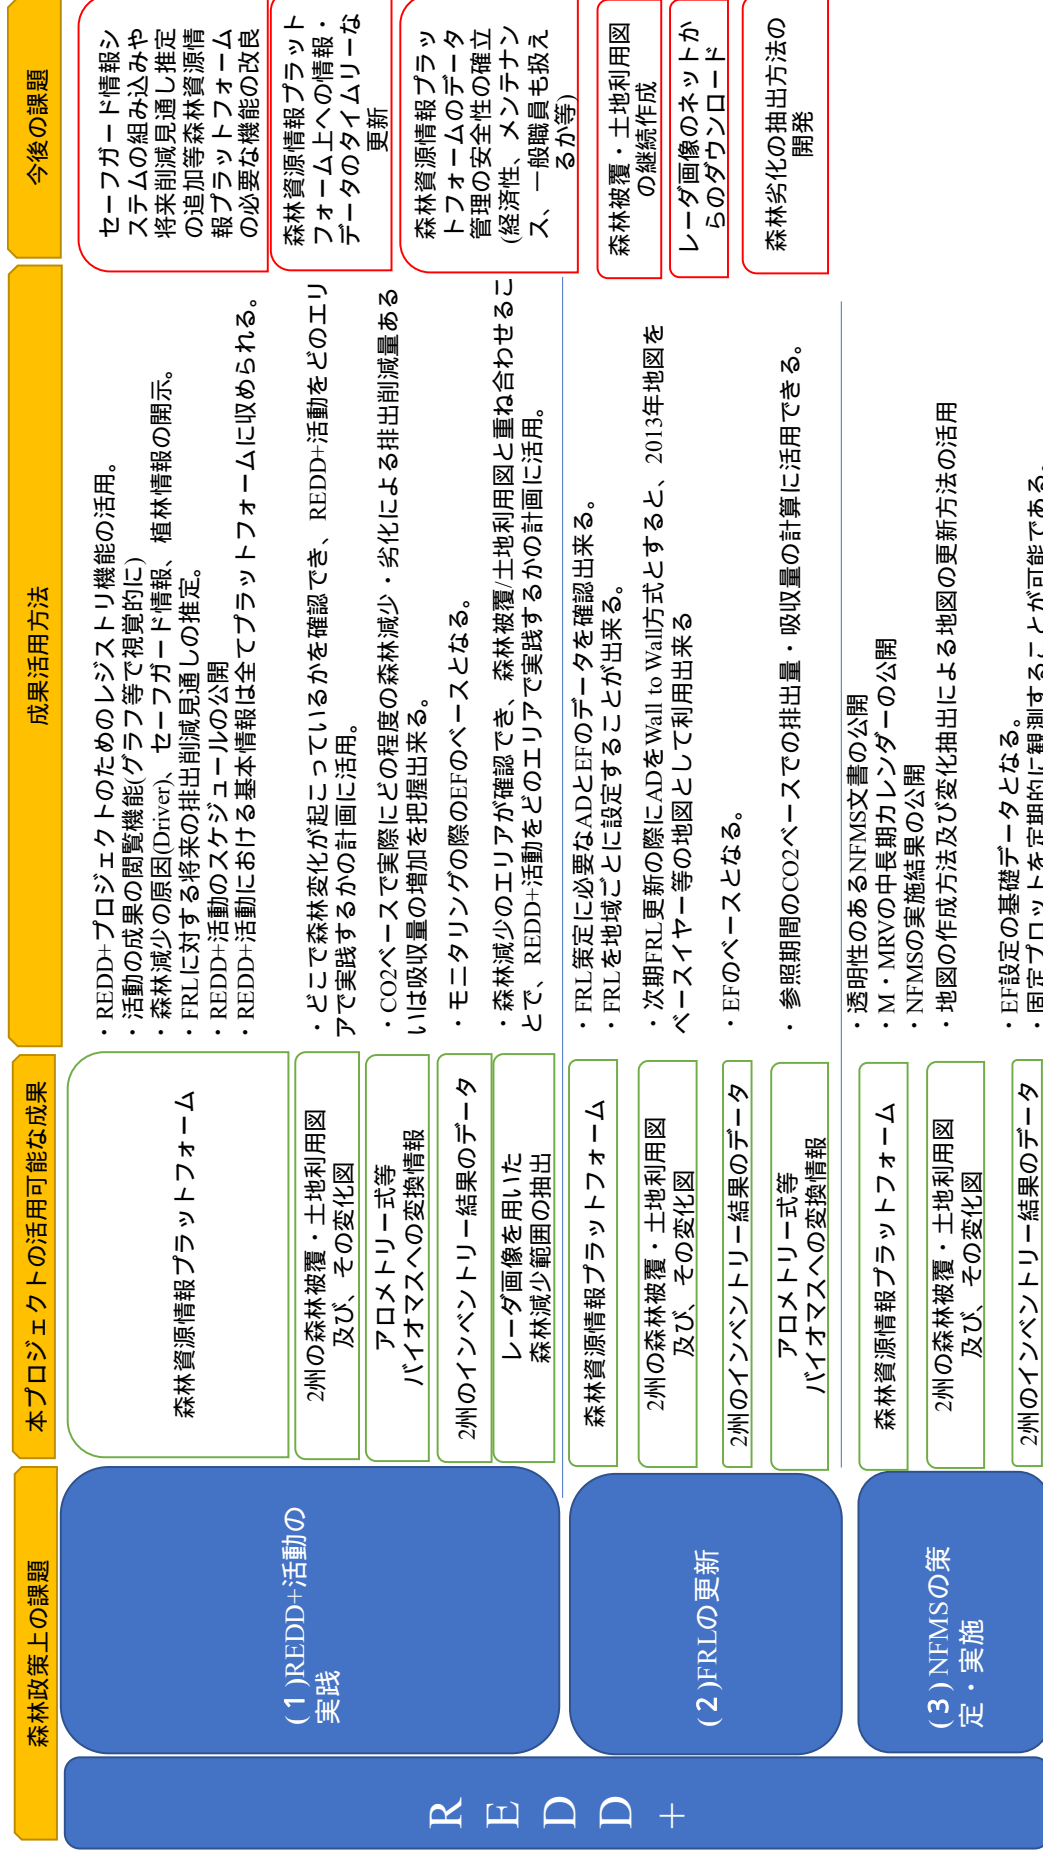 森林政策上の課題
本プロジェクトの活用可能な成果
成果活用方法
今後の課題
REDD+
(1)REDD+活動の
実践
森林資源情報プラットフォーム
・REDD+プロジェクトのためのレジストリ機能の活用。
・活動の成果の閲覧機能(グラフ等で視覚的に)
・森林減少の原因(Driver)、セーフガード情報、植林情報の開示。
・FRLに対する将来の排出削減見通しの推定。
・REDD+活動のスケジュールの公開
・REDD+活動における基本情報は全てプラットフォームに収められる。
2州の森林被覆・土地利用図
及び、その変化図
・どこで森林変化が起こっているかを確認でき、REDD+活動をどのエリ
アで実践するかの計画に活用。
アロメトリー式等
バイオマスへの変換情報
・CO2ベースで実際にどの程度の森林減少・劣化による排出削減量ある
いは吸収量の増加を把握出来る。
2州のインベントリー結果のデータ
・モニタリングの際のEFのベースとなる。
レーダ画像を用いた
森林減少範囲の抽出
・森林減少のエリアが確認でき、森林被覆/土地利用図と重ね合わせるこ
とで、REDD+活動をどのエリアで実践するかの計画に活用。
セーフガード情報シ
ステムの組み込みや
将来削減見通し推定
の追加等森林資源情
報プラットフォーム
の必要な機能の改良
森林資源情報プラット
フォーム上への情報・
データのタイムリーな
更新
森林資源情報プラッ
トフォームのデータ
管理の安全性の確立
(経済性、メンテナン
ス、一般職員も扱え
るか等)
(2)FRLの更新
森林資源情報プラットフォーム
・FRL策定に必要なADとEFのデータを確認出来る。
・FRLを地域ごとに設定することが出来る。
2州の森林被覆・土地利用図
及び、その変化図
・次期FRL更新の際にADをWall to Wall方式とすると、2013年地図を
ベースイヤー等の地図として利用出来る
2州のインベントリー結果のデータ
・EFのベースとなる。
アロメトリー式等
バイオマスへの変換情報
・参照期間のCO2ベースでの排出量・吸収量の計算に活用できる。
森林被覆・土地利用図
の継続作成
レーダ画像のネットか
らのダウンロード
森林劣化の抽出方法の
開発
(3) NFMSの策
定・実施
森林資源情報プラットフォーム
・透明性のあるNFMS文書の公開
・M・MRVの中長期カレンダーの公開
・NFMSの実施結果の公開
2州の森林被覆・土地利用図
及び、その変化図
・地図の作成方法及び変化抽出による地図の更新方法の活用
2州のインベントリー結果のデータ
・EF設定の基礎データとなる。
・固定プロットを定期的に観測することが可能である。